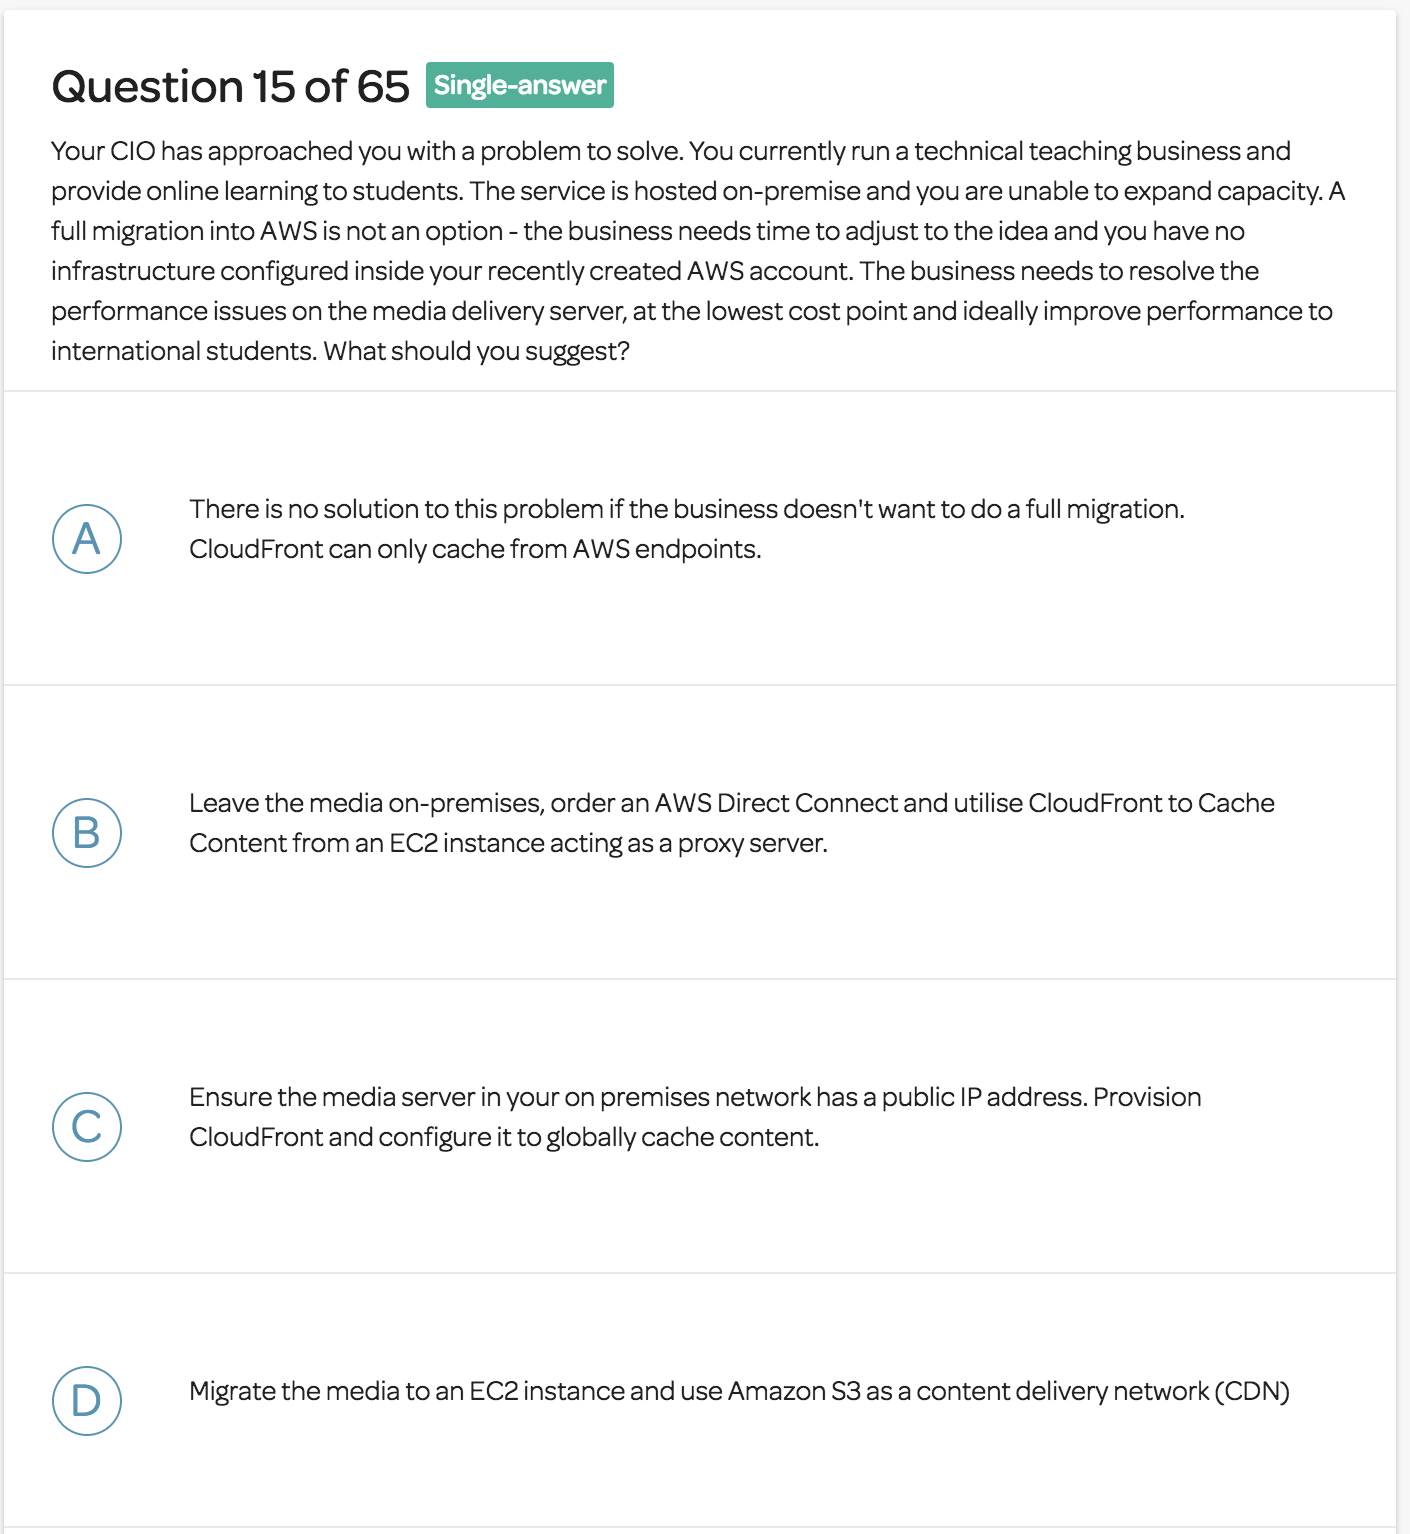 Question 15 of 65 Single-answer
Your CIO has approached you with a problem to solve. You currently run a technical teaching business and
provide online learning to students. The service is hosted on-premise and you are unable to expand capacity. A
full migration into AWS is not an option - the business needs time to adjust to the idea and you have no
infrastructure configured inside your recently created AWS account. The business needs to resolve the
performance issues on the media delivery server, at the lowest cost point and ideally improve performance to
international students. What should you suggest?
A
There is no solution to this problem if the business doesn't want to do a full migration.
CloudFront can only cache from AWS endpoints.
B
Leave the media on-premises, order an AWS Direct Connect and utilise CloudFront to Cache
Content from an EC2 instance acting as a proxy server.
C
Ensure the media server in your on premises network has a public IP address. Provision
CloudFront and configure it to globally cache content.
D
Migrate the media to an EC2 instance and use Amazon S3 as a content delivery network (CDN)